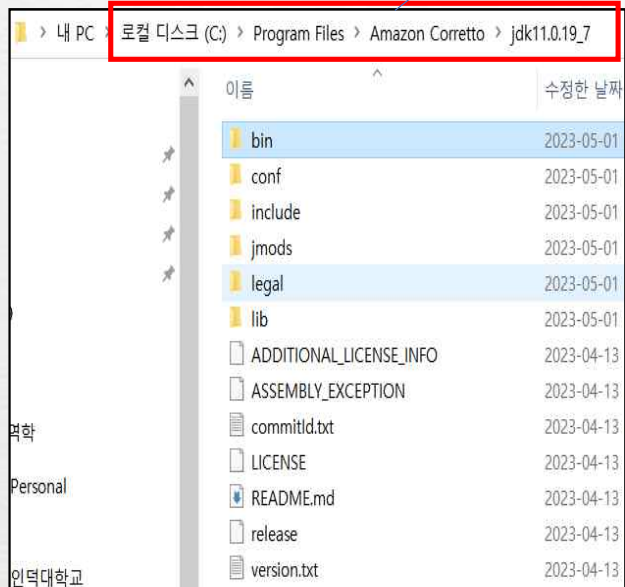 > 내 PC > 로컬 디스크 (C:) > Program Files > Amazon Corretto > jdk11.0.19_7
이름 수정한 날짜
bin 2023-05-01
conf 2023-05-01
include 2023-05-01
jmods 2023-05-01
legal 2023-05-01
lib 2023-05-01
ADDITIONAL_LICENSE_INFO 2023-04-13
ASSEMBLY_EXCEPTION 2023-04-13
commitId.txt 2023-04-13
역학
LICENSE 2023-04-13
Personal
README.md 2023-04-13
release 2023-04-13
version.txt 2023-04-13
인덕대학교